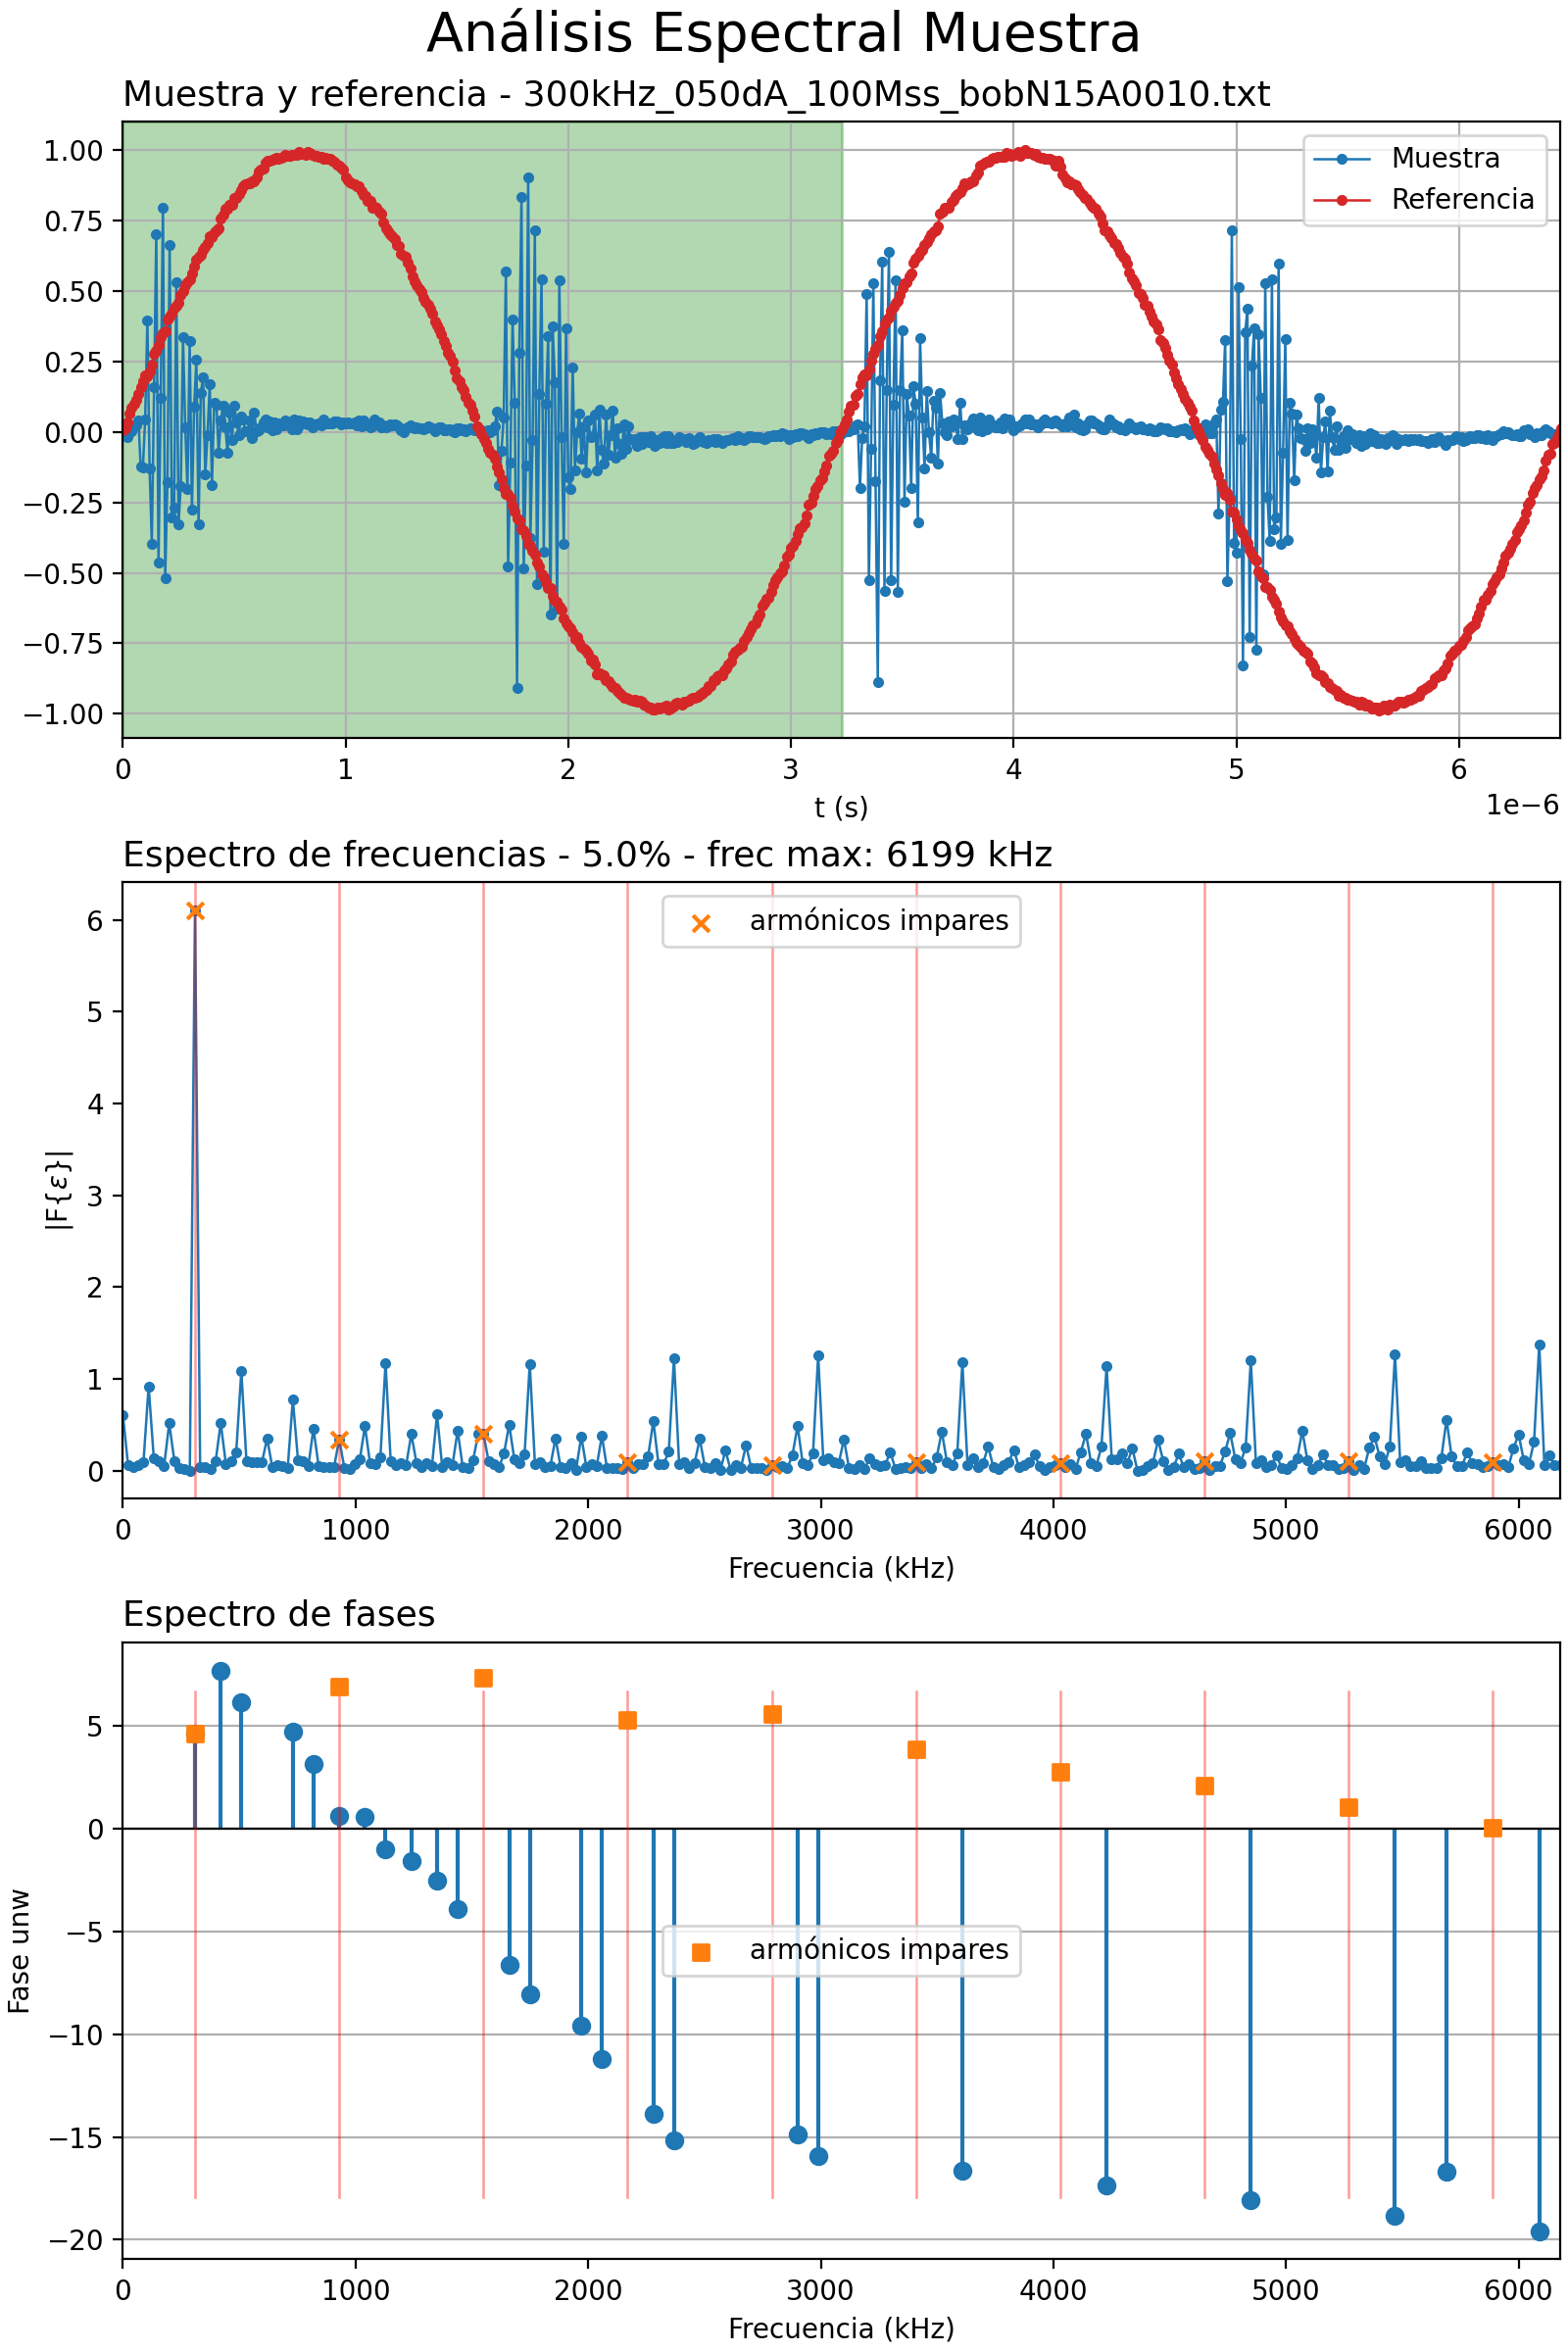 Análisis Espectral Muestra
Muestra y referencia - 300kHz_050dA_100Mss_bobN15A0010.txt
1.00
0.75
0.50
0.25
0.00
−0.25
−0.50
−0.75
−1.00
Muestra
Referencia
0 1 2 3 4 5 6
1e−6
t (s)
Espectro de frecuencias - 5.0% - frec max: 6199 kHz
6
5
4
3
2
1
0
|F{ε}|
armónicos impares
0 1000 2000 3000 4000 5000 6000
Frecuencia (kHz)
Espectro de fases
5
0
−5
−10
−15
−20
Fase unw
armónicos impares
0 1000 2000 3000 4000 5000 6000
Frecuencia (kHz)